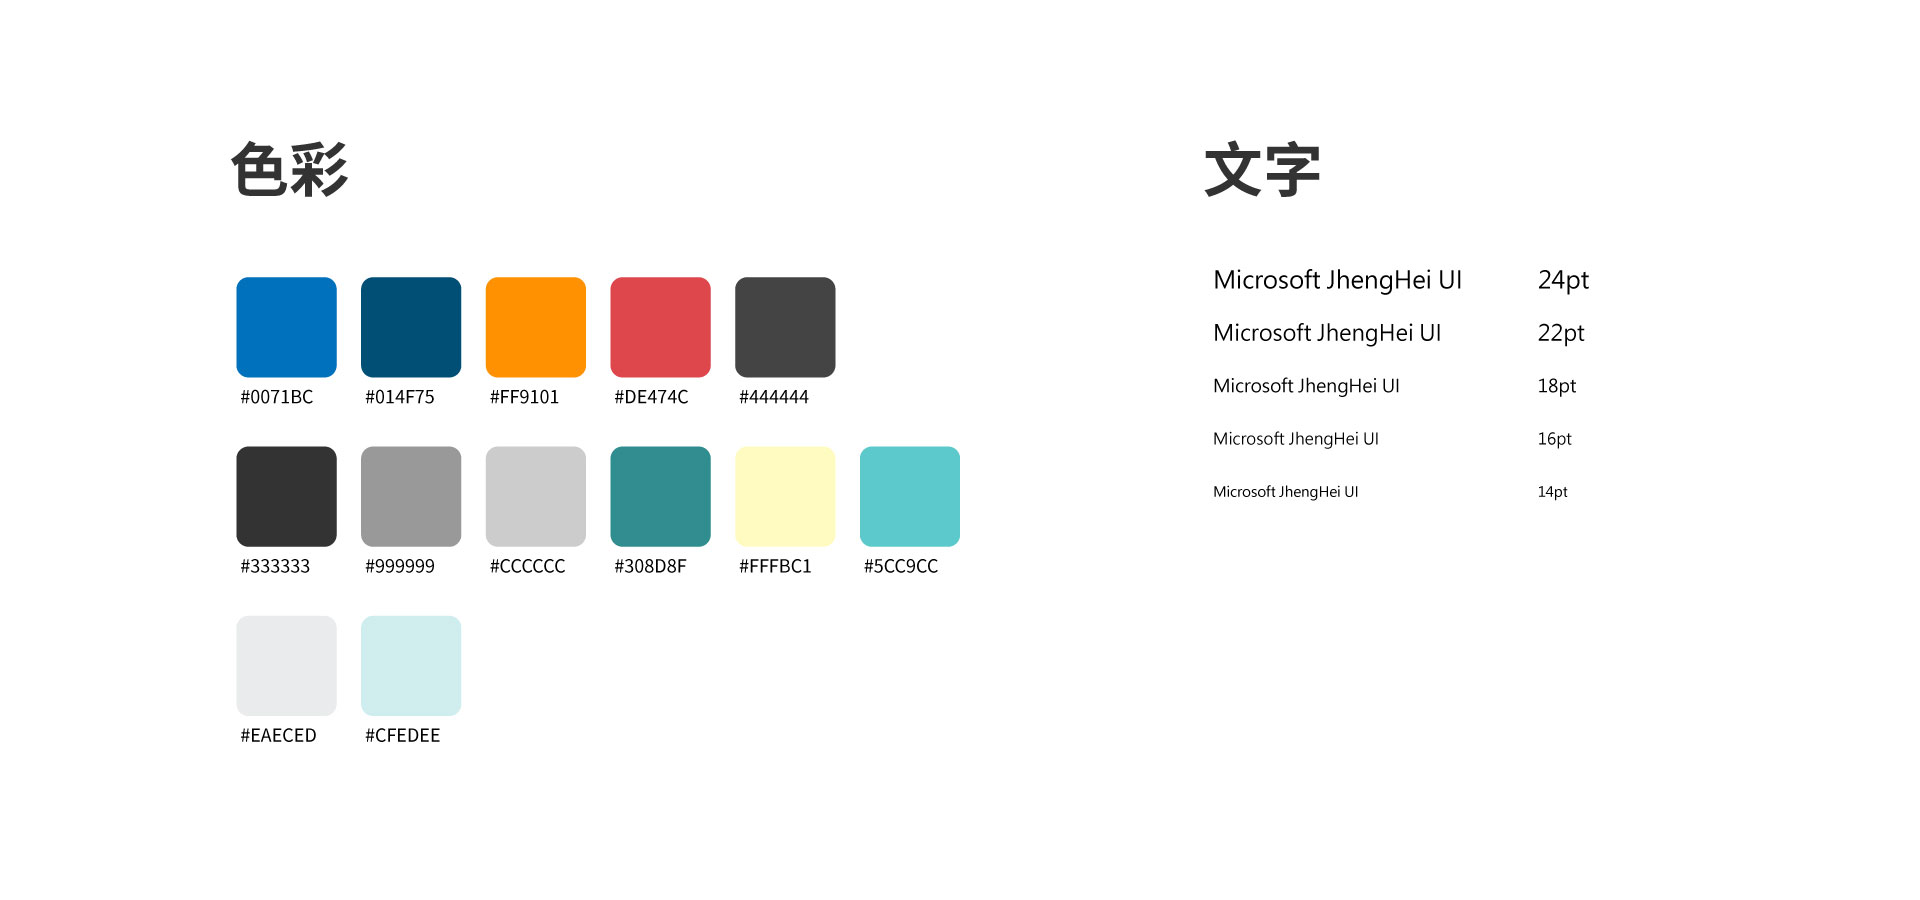 色彩
#0071BC #014F75 #FF9101 #DE474C #444444
#333333 #999999 #CCCCCC #308D8F #FFFBC1 #5CC9CC
#EAECED #CFEDEE
文字
Microsoft JhengHei UI 24pt
Microsoft JhengHei UI 22pt
Microsoft JhengHei UI 18pt
Microsoft JhengHei UI 16pt
Microsoft JhengHei UI 14pt